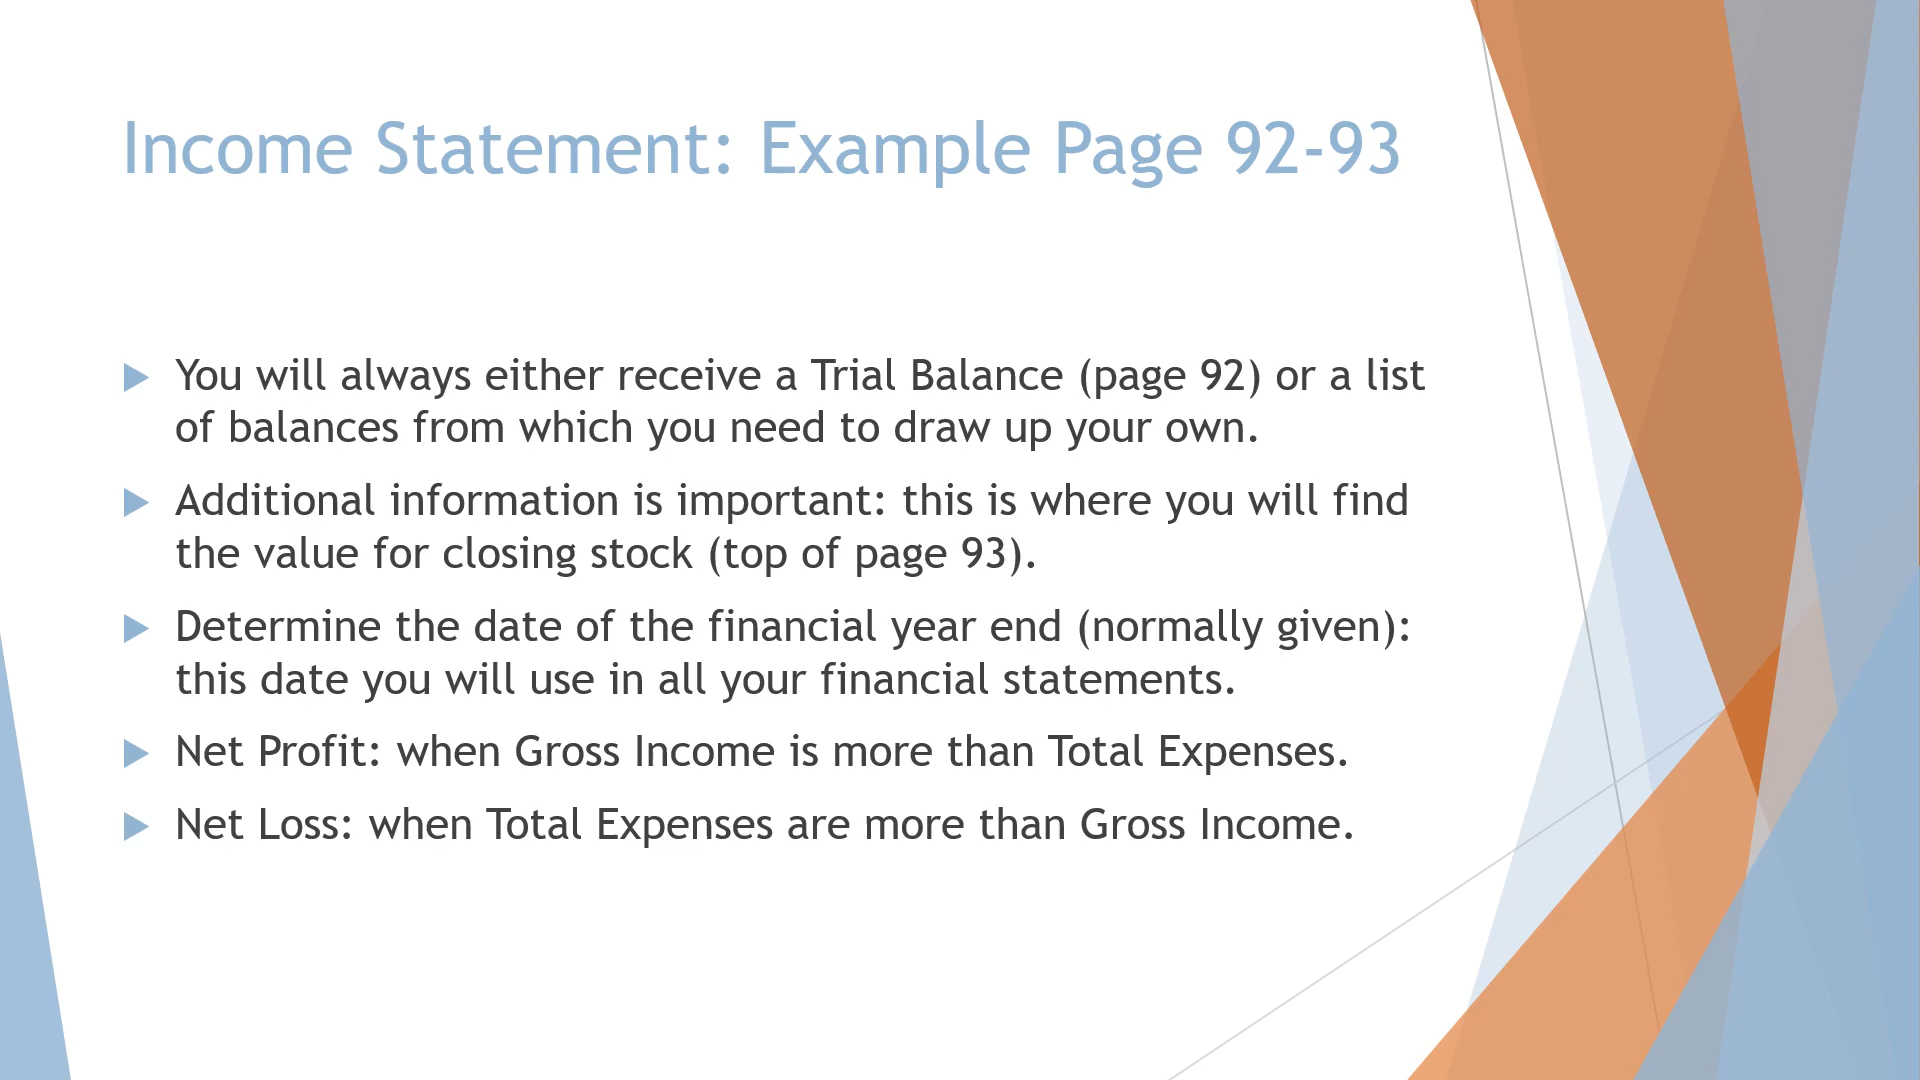 Income Statement: Example Page 92-93
You will always either receive a Trial Balance (page 92) or a list
of balances from which you need to draw up your own.
Additional information is important: this is where you will find
the value for closing stock (top of page 93).
Determine the date of the financial year end (normally given):
this date you will use in all your financial statements.
Net Profit: when Gross Income is more than Total Expenses.
Net Loss: when Total Expenses are more than Gross Income.